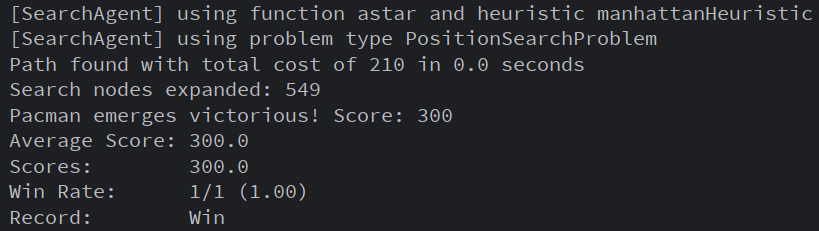 [SearchAgent] using function astar and heuristic manhattanHeuristic
[SearchAgent] using problem type PositionSearchProblem
Path found with total cost of 210 in 0.0 seconds
Search nodes expanded: 549
Pacman emerges victorious! Score: 300
Average Score: 300.0
Scores:        300.0
Win Rate:      1/1 (1.00)
Record:        Win